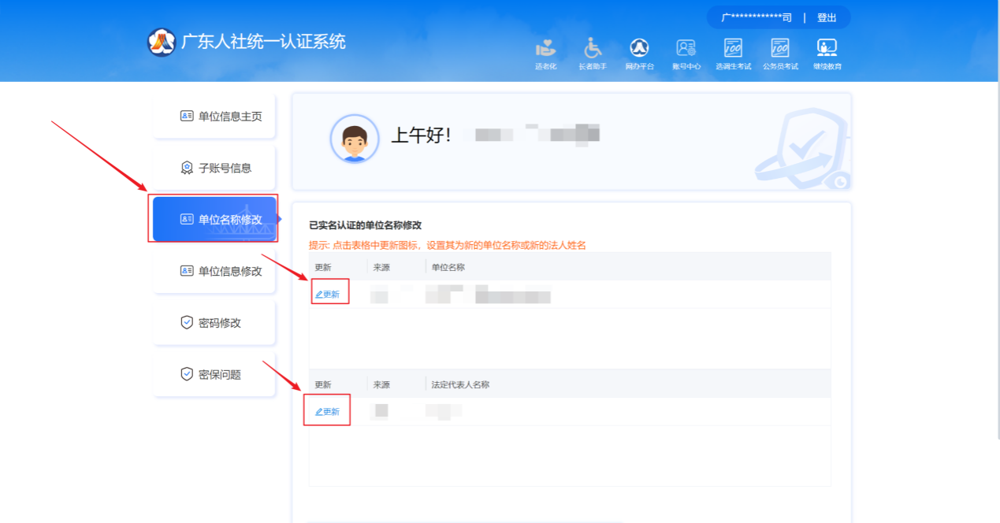 广************司 | 登出
广东人社统一认证系统
适老化 长者助手 网办平台 账号中心 选调生考试 公务员考试 继续教育
单位信息主页
子账号信息
单位名称修改
单位信息修改
密码修改
密保问题
上午好！
已实名认证的单位名称修改
提示: 点击表格中更新图标，设置其为新的单位名称或新的法人姓名
更新 来源 单位名称
更新
更新 来源 法定代表人名称
更新